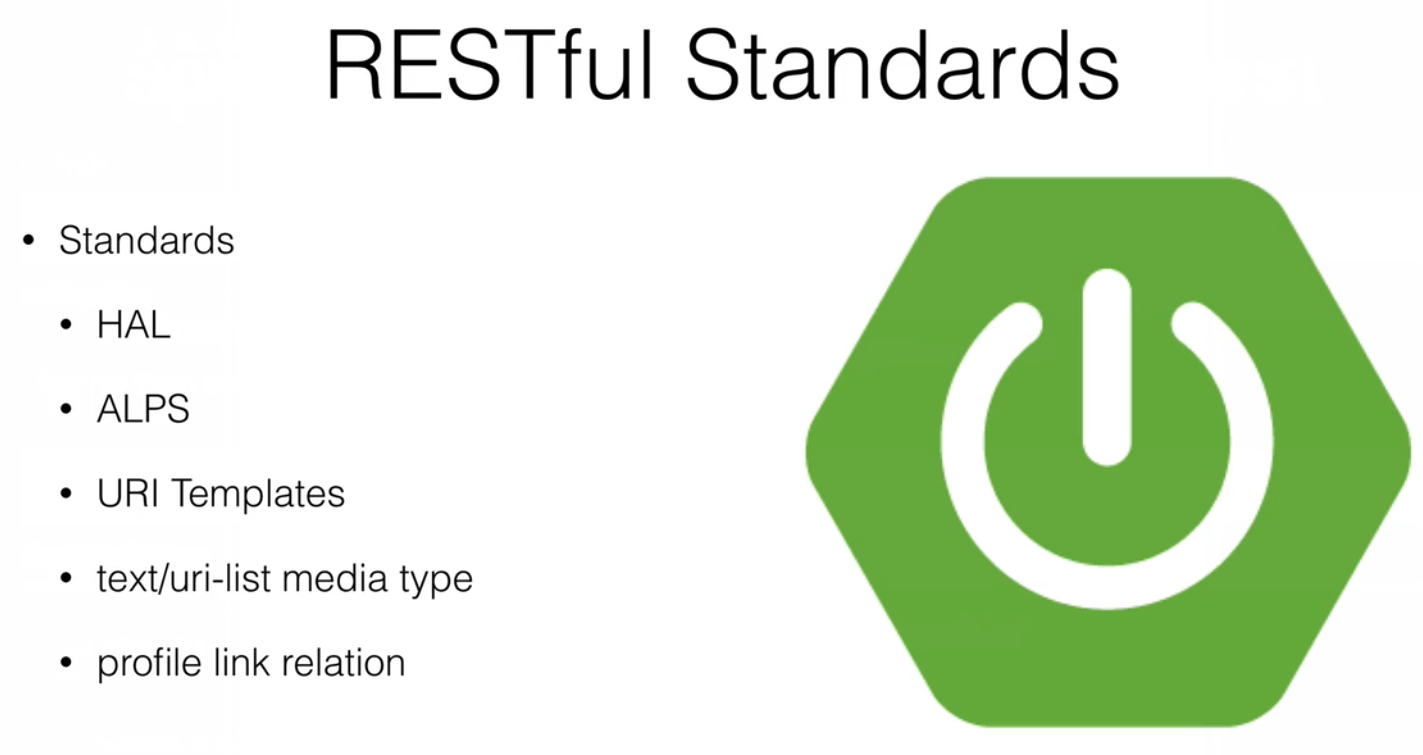 RESTful Standards
• Standards
• HAL
• ALPS
• URI Templates
• text/uri-list media type
• profile link relation